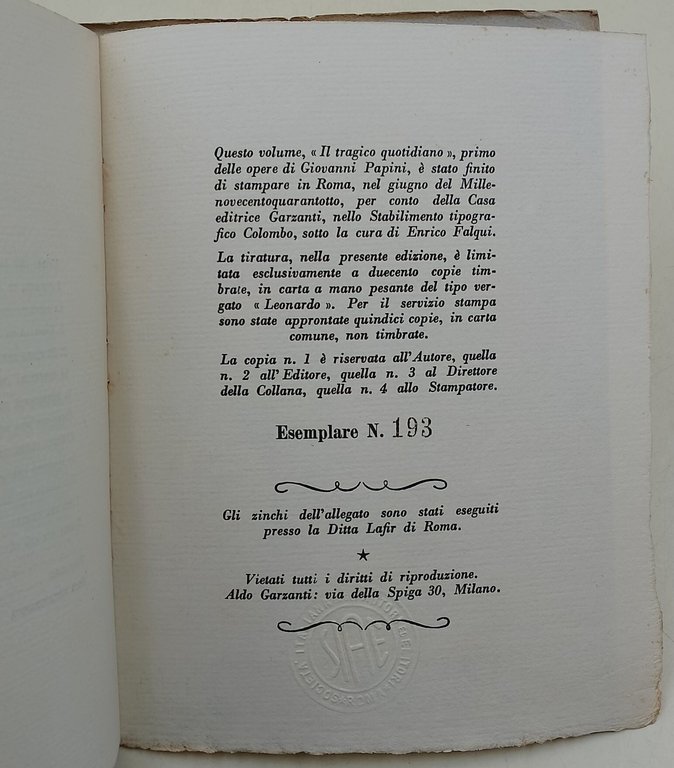 Questo volume, « Il tragico quotidiano », primo
delle opere di Giovanni Papini, è stato finito
di stampare in Roma, nel giugno del Mille-
novecentoquarantotto, per conto della Casa
editrice Garzanti, nello Stabilimento tipogra-
fico Colombo, sotto la cura di Enrico Falqui.
La tiratura, nella presente edizione, è limi-
tata esclusivamente a duecento copie tim-
brate, in carta a mano pesante del tipo ver-
gato « Leonardo ». Per il servizio stampa
sono state approntate quindici copie, in carta
comune, non timbrate.
La copia n. 1 è riservata all'Autore, quella
n. 2 all'Editore, quella n. 3 al Direttore
della Collana, quella n. 4 allo Stampatore.
Esemplare N. 193
Gli zinchi dell'allegato sono stati eseguiti
presso la Ditta Lafir di Roma.
Vietati tutti i diritti di riproduzione.
Aldo Garzanti: via della Spiga 30, Milano.
SIAE